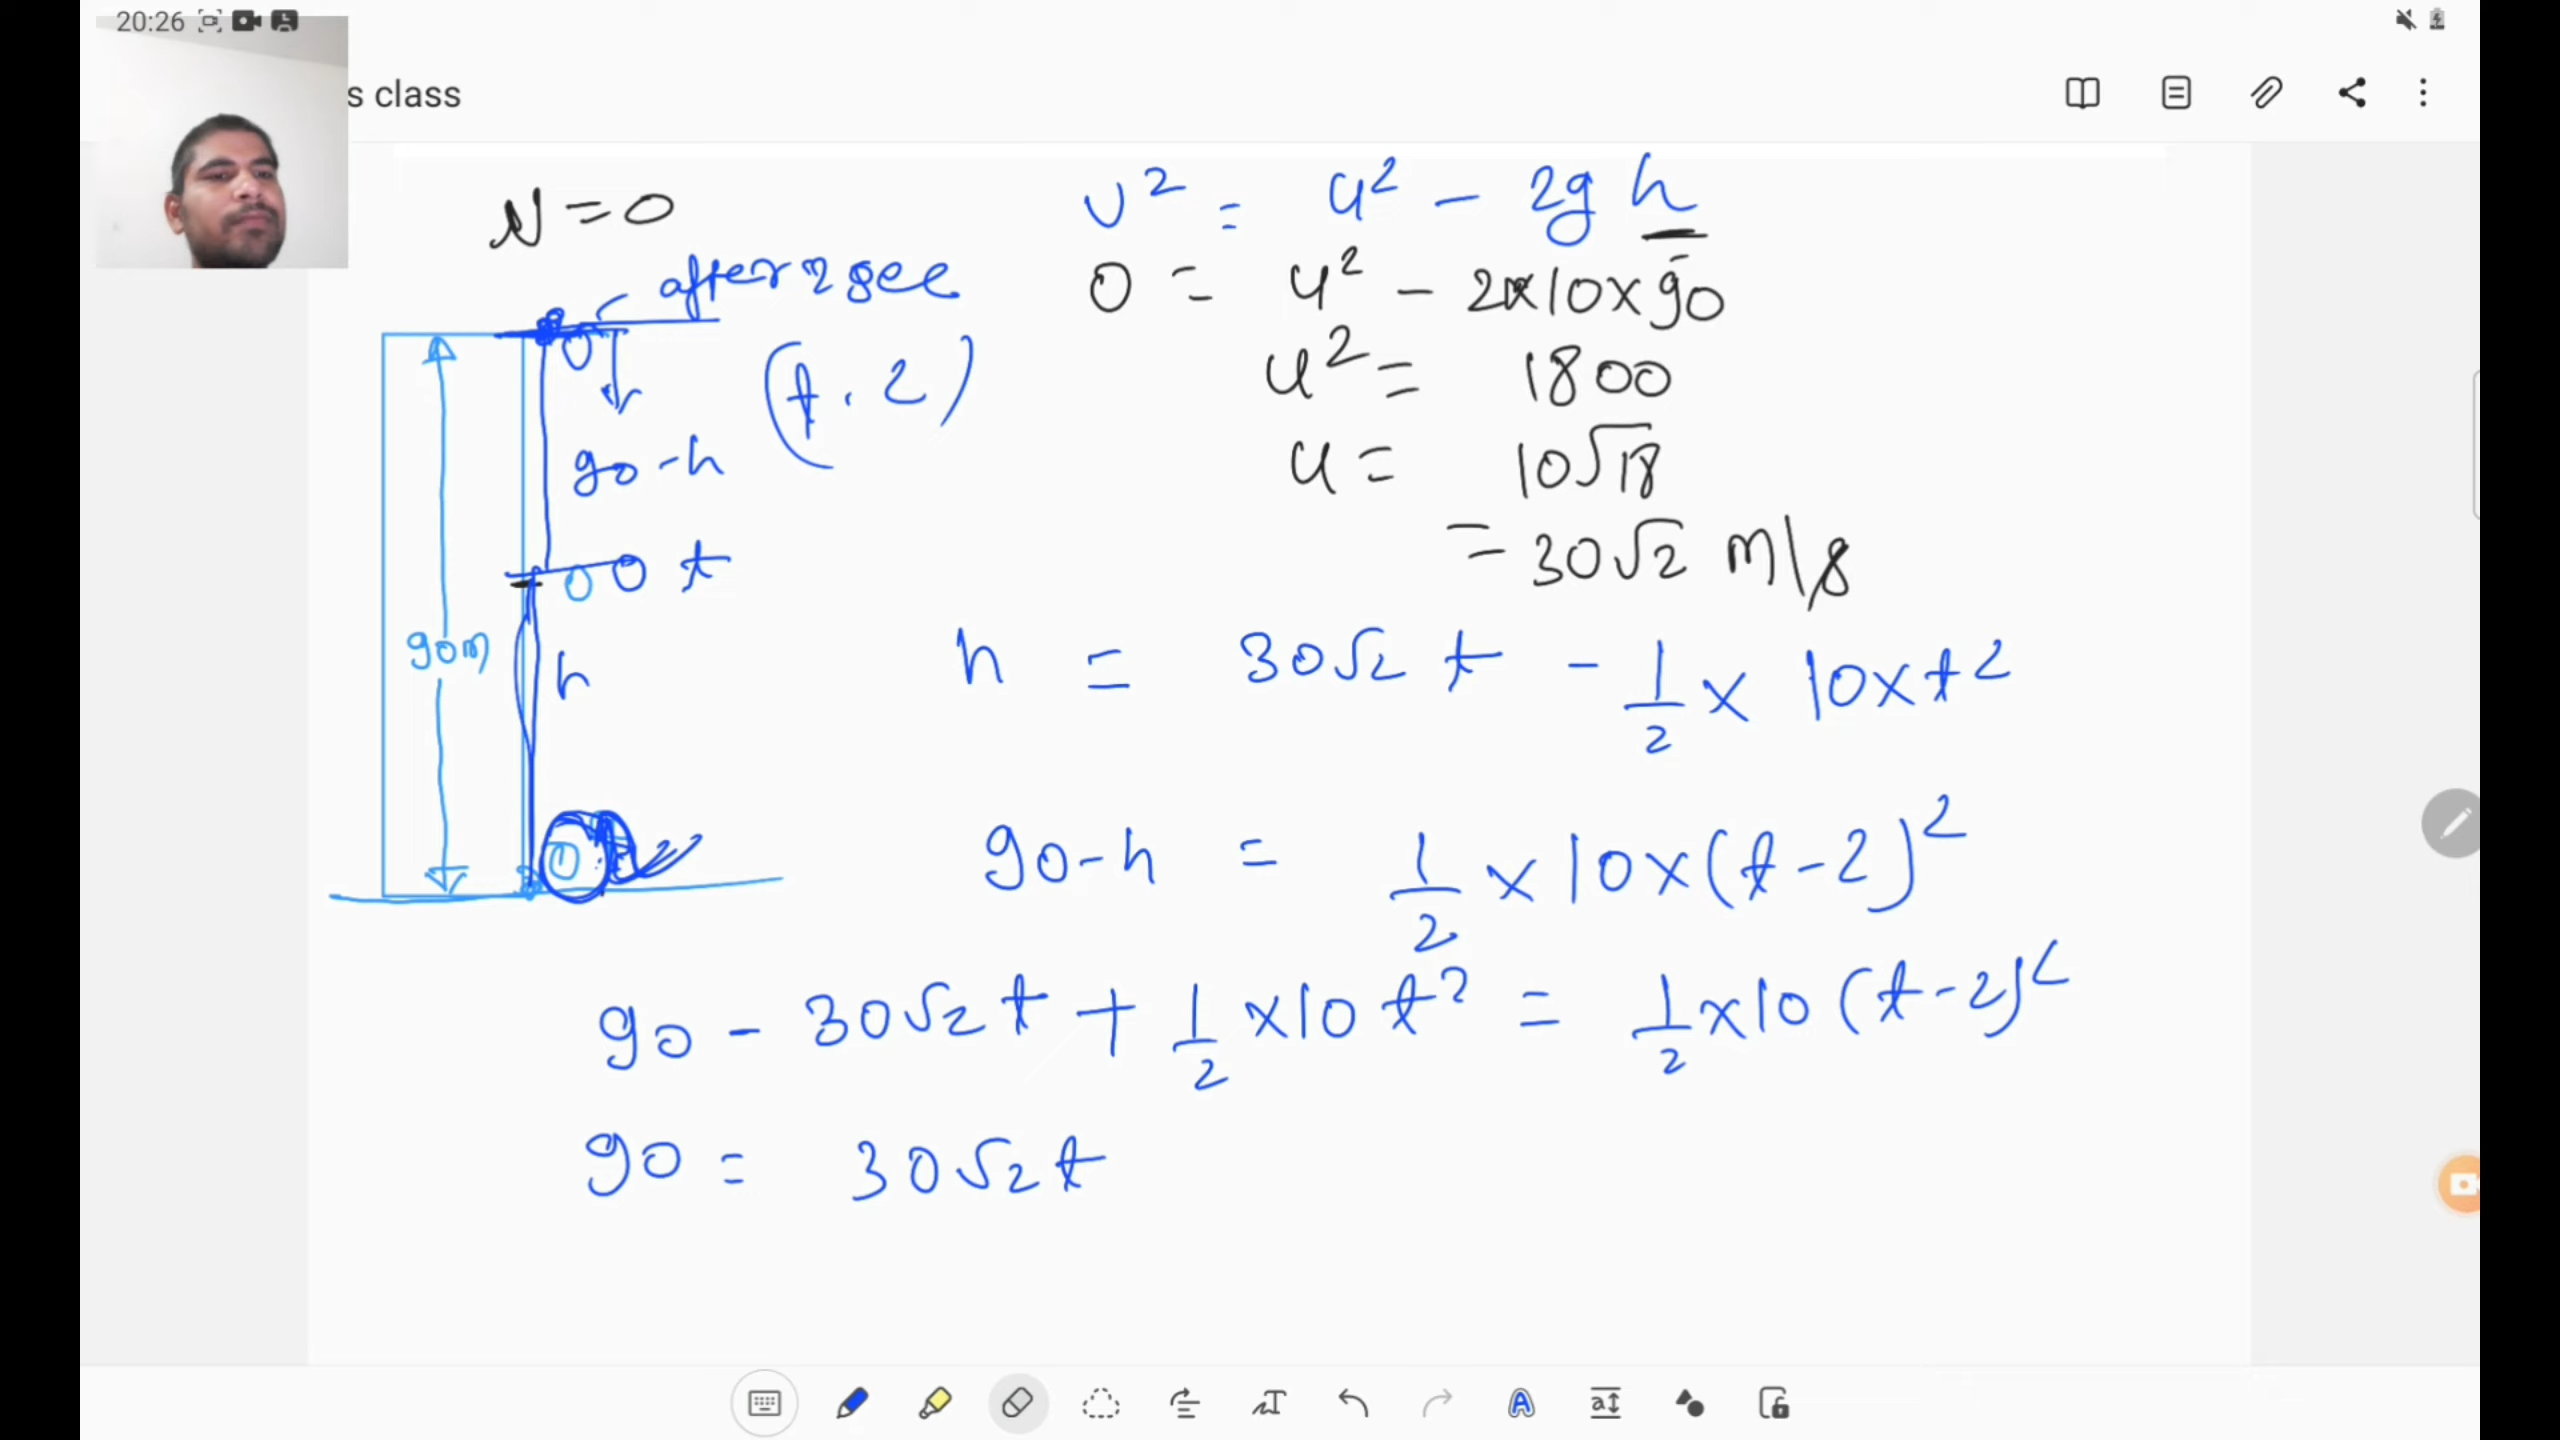 20:26
s class
v = 0
v² = u² - 2gh
after 2 sec
0 = u² - 2×10×90
(t. 2)
u² = 1800
90-h
u = 10√18
= 30√2 m/s
0 0 t
90m
h
h = 30√2 t - 1/2 × 10×t²
90-h = 1/2 × 10×(t-2)²
90 - 30√2 t + 1/2 ×10 t² = 1/2 ×10 (t-2)²
90 = 30√2 t